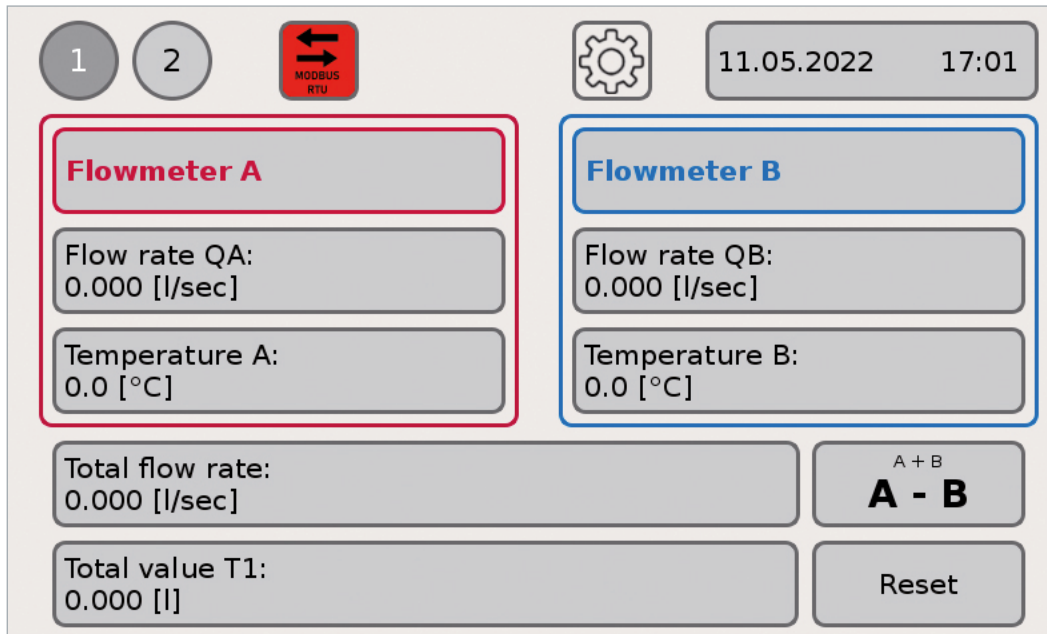 1
2
MODBUS
RTU
11.05.2022 17:01
Flowmeter A
Flow rate QA:
0.000 [l/sec]
Temperature A:
0.0 [°C]
Flowmeter B
Flow rate QB:
0.000 [l/sec]
Temperature B:
0.0 [°C]
Total flow rate:
0.000 [l/sec]
A + B
A - B
Total value T1:
0.000 [l]
Reset